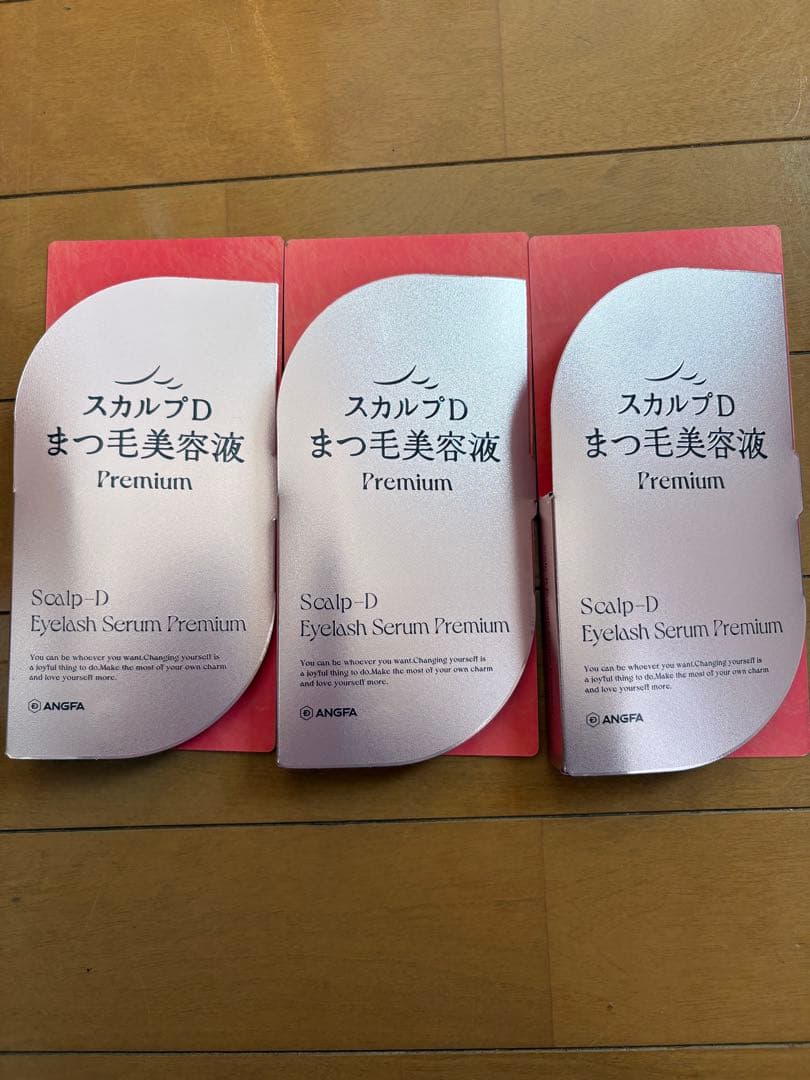 スカルプD
まつ毛美容液
Premium
Scalp-D
Eyelash Serum Premium
You can be whoever you want.Changing yourself is
a joyful thing to do.Make the most of your own charm
and love yourself more.
ANGFA
スカルプD
まつ毛美容液
Premium
Scalp-D
Eyelash Serum Premium
You can be whoever you want.Changing yourself is
a joyful thing to do.Make the most of your own charm
and love yourself more.
ANGFA
スカルプD
まつ毛美容液
Premium
Scalp-D
Eyelash Serum Premium
You can be whoever you want.Changing yourself is
a joyful thing to do.Make the most of your own charm
and love yourself more.
ANGFA